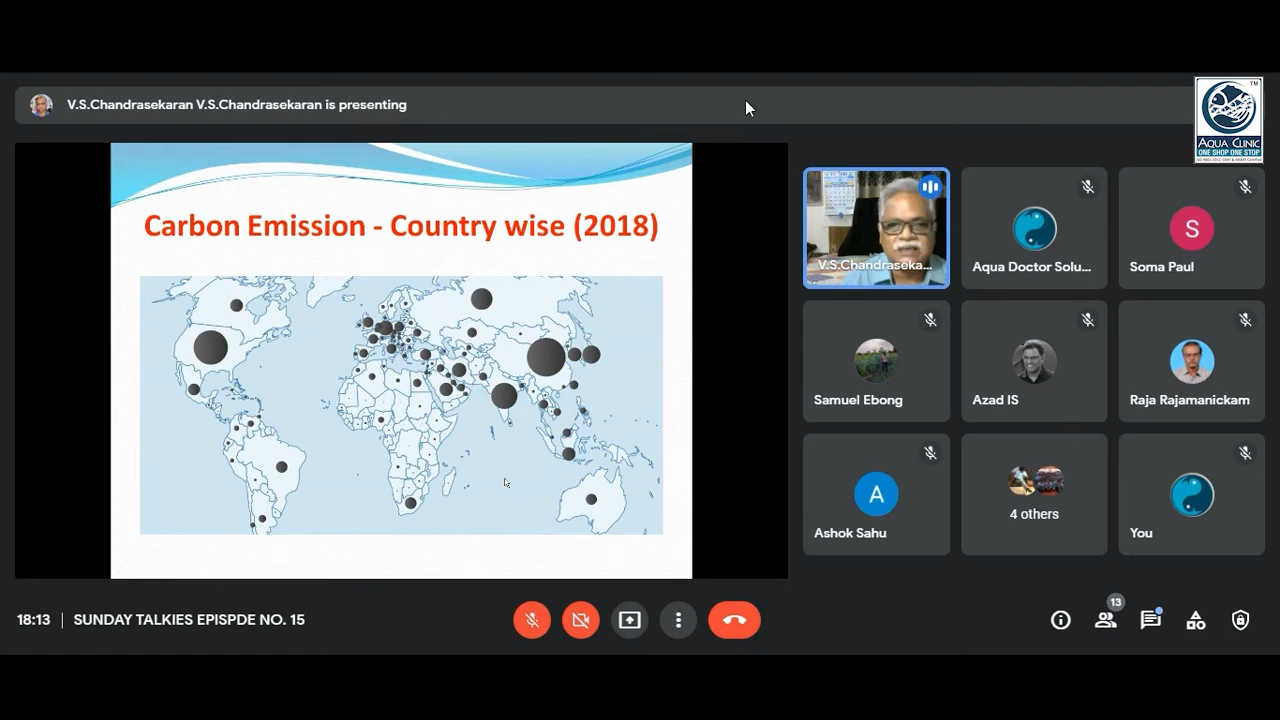 V.S.Chandrasekaran V.S.Chandrasekaran is presenting
TM
AQUA CLINIC
ONE SHOP ONE STOP
Carbon Emission - Country wise (2018)
V.S.Chandraseka...
Aqua Doctor Solu...
S
Soma Paul
Samuel Ebong
Azad IS
Raja Rajamanickam
A
Ashok Sahu
4 others
You
18:13
SUNDAY TALKIES EPISPDE NO. 15
13